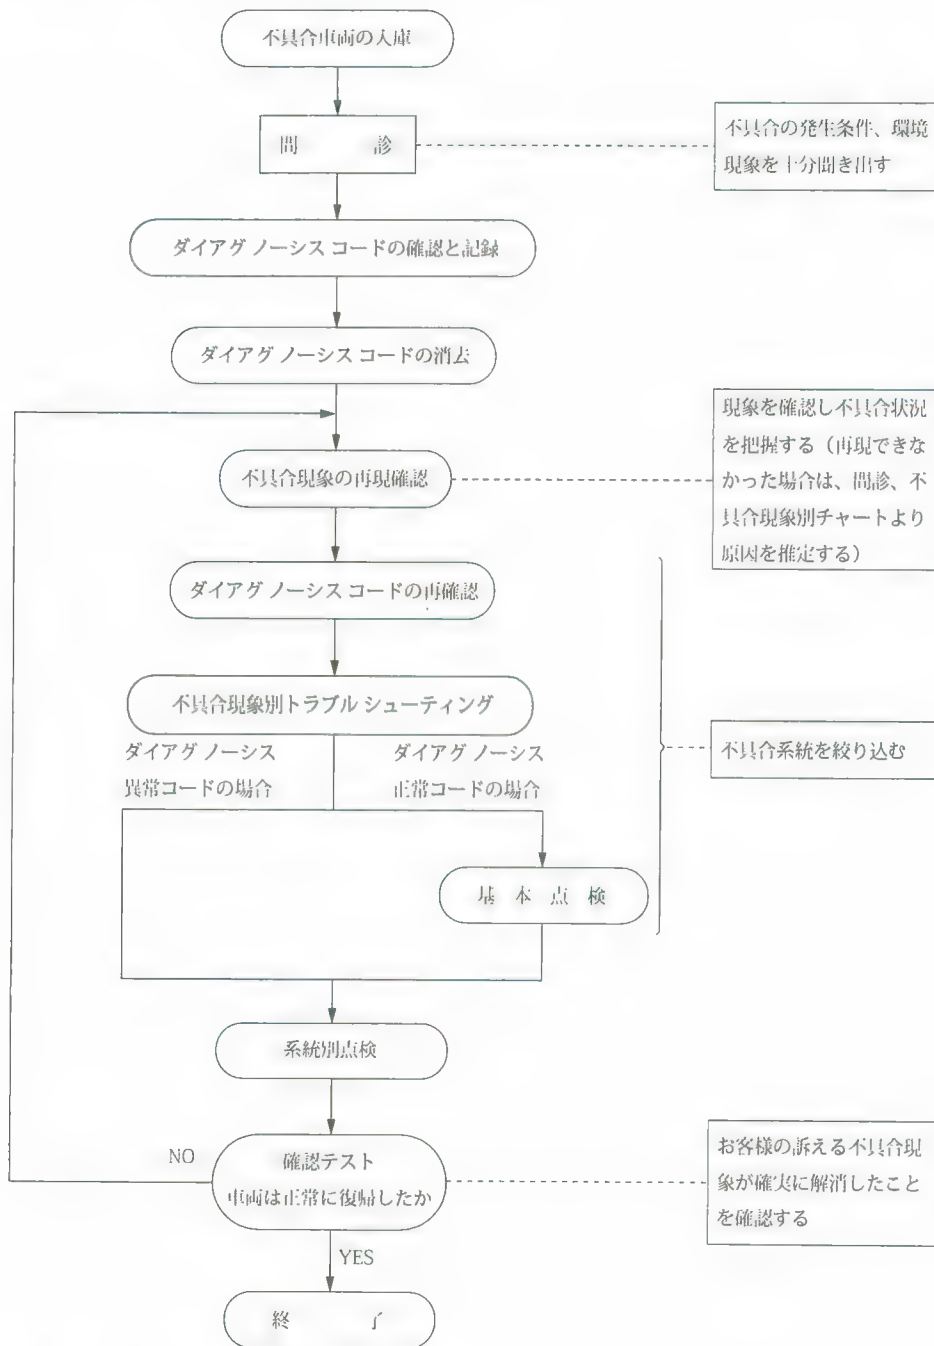 不具合車両の入庫
問　　　診
不具合の発生条件、環境
現象を十分聞き出す
ダイアグ ノーシス コードの確認と記録
ダイアグ ノーシス コードの消去
不具合現象の再現確認
現象を確認し不具合状況
を把握する（再現できな
かった場合は、問診、不
具合現象別チャートより
原因を推定する）
ダイアグ ノーシス コードの再確認
不具合現象別トラブル シューティング
ダイアグ ノーシス
異常コードの場合
ダイアグ ノーシス
正常コードの場合
不具合系統を絞り込む
基　本　点　検
系統別点検
NO
確認テスト
車両は正常に復帰したか
お客様の訴える不具合現
象が確実に解消したこと
を確認する
YES
終　　　了